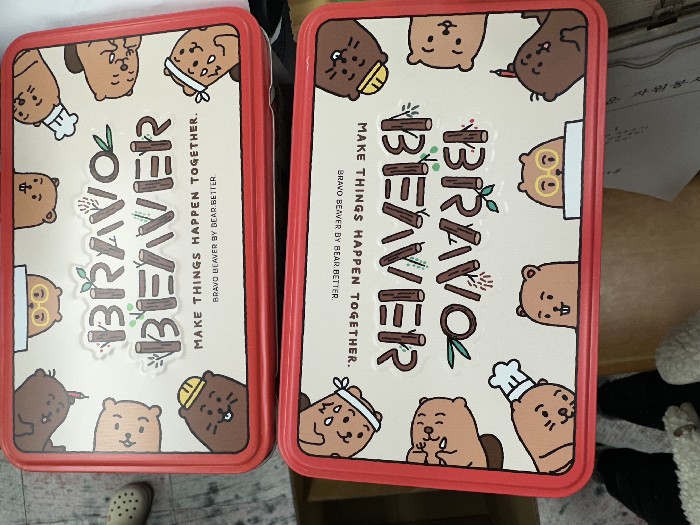 BRAVO
BEAVER
MAKE THINGS HAPPEN TOGETHER.
BRAVO BEAVER BY BEAR.BETTER.
BRAVO
BEAVER
MAKE THINGS HAPPEN TOGETHER.
BRAVO BEAVER BY BEAR.BETTER.